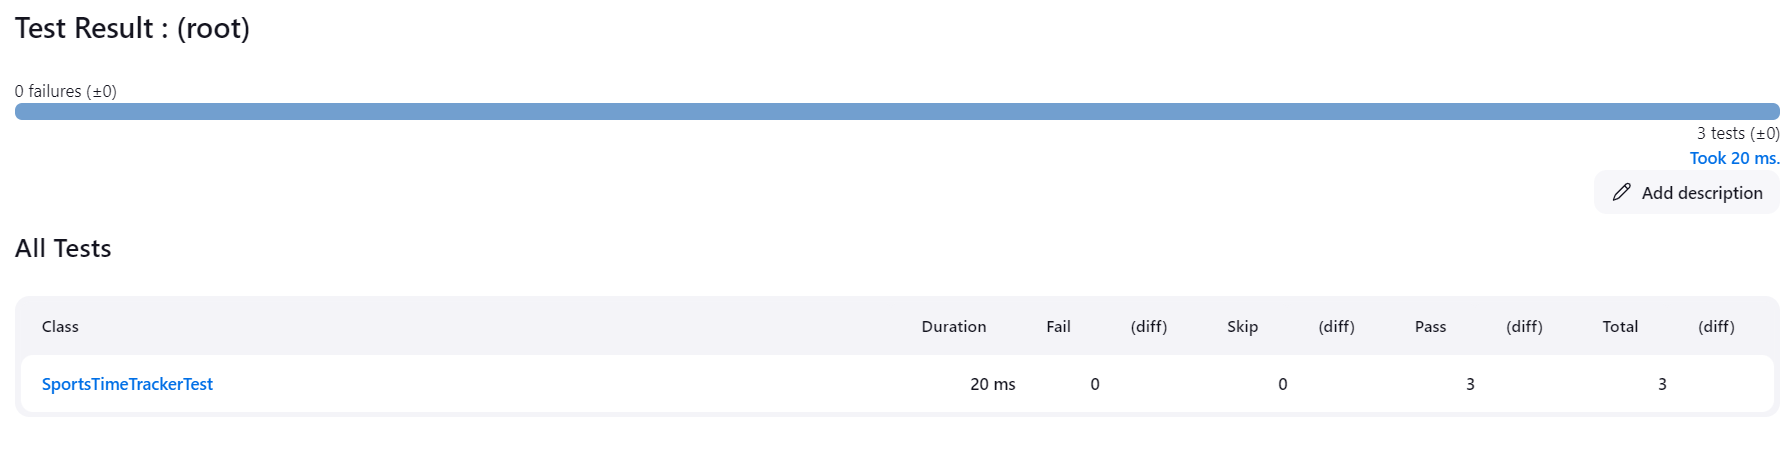 Test Result : (root)
0 failures (±0)
3 tests (±0)
Took 20 ms.
Add description
All Tests
Class Duration Fail (diff) Skip (diff) Pass (diff) Total (diff)
SportsTimeTrackerTest 20 ms 0 0 3 3